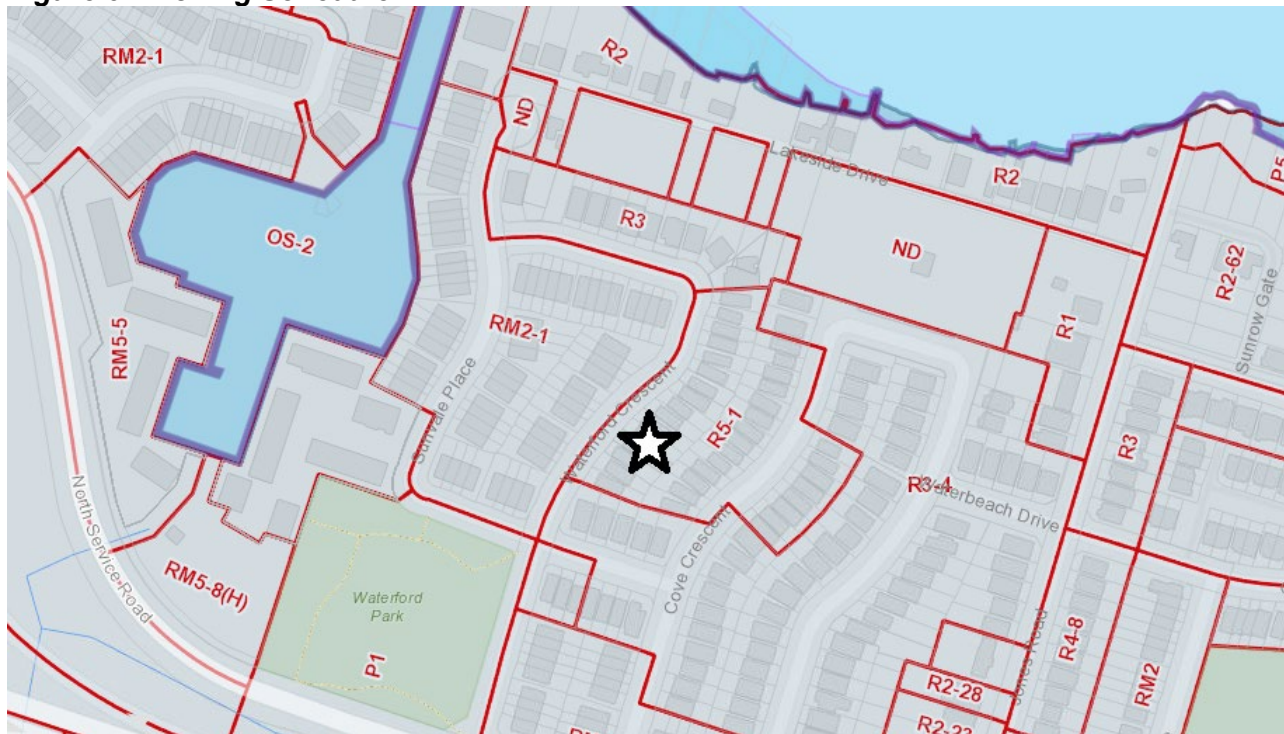 RM2-1
R2
ND
Lakeside Drive
R2
P5
OS-2
R3
ND
R2-62
Sunrow Gate
RM5-5
RM2-1
R1
Sunvale Place
Waterford Crescent
R5-1
R3
R3-4
Waterbeach Drive
North Service Road
Cove Crescent
RM5-8(H)
Waterford
Park
P1
Jones Road
R4-8
RM2
R2-28